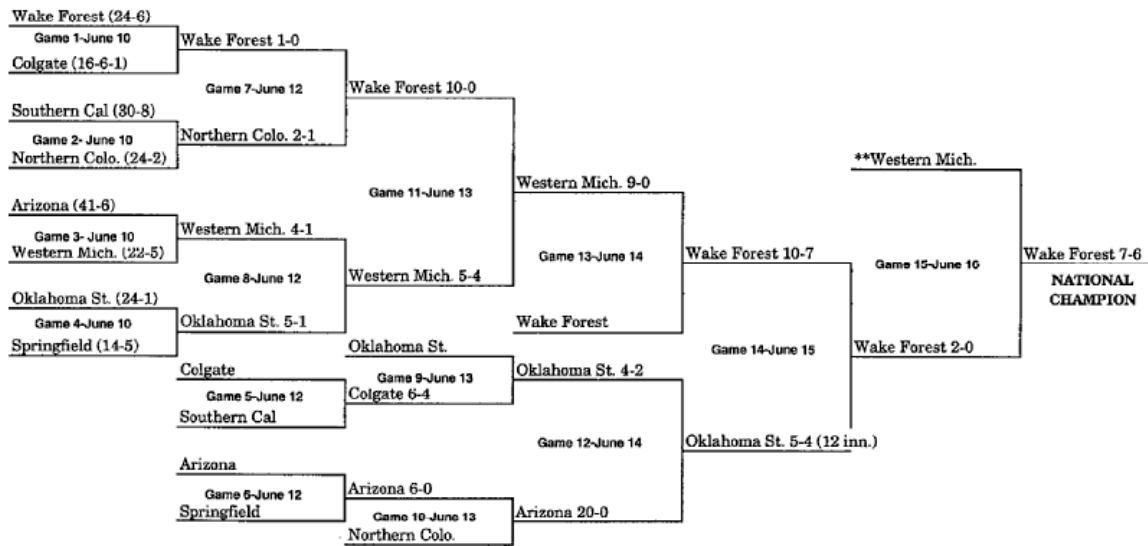 Wake Forest (24-6)
Game 1-June 10
Colgate (16-6-1)
Wake Forest 1-0
Game 7-June 12
Southern Cal (30-8)
Game 2- June 10
Northern Colo. (24-2)
Northern Colo. 2-1
Wake Forest 10-0
Game 11-June 13
Arizona (41-6)
Game 3- June 10
Western Mich. (22-5)
Western Mich. 4-1
Game 8-June 12
Western Mich. 5-4
Oklahoma St. (24-1)
Game 4-June 10
Springfield (14-5)
Oklahoma St. 5-1
Western Mich. 9-0
Game 13-June 14
Wake Forest
Wake Forest 10-7
Game 14-June 15
Oklahoma St.
Game 9-June 13
Colgate
Game 5-June 12
Southern Cal
Colgate 6-4
Oklahoma St. 4-2
Game 12-June 14
Oklahoma St. 5-4 (12 inn.)
Arizona
Game 6-June 12
Springfield
Arizona 6-0
Game 10-June 13
Northern Colo.
Arizona 20-0
**Western Mich.
Game 15-June 16
Wake Forest 2-0
Wake Forest 7-6
NATIONAL
CHAMPION